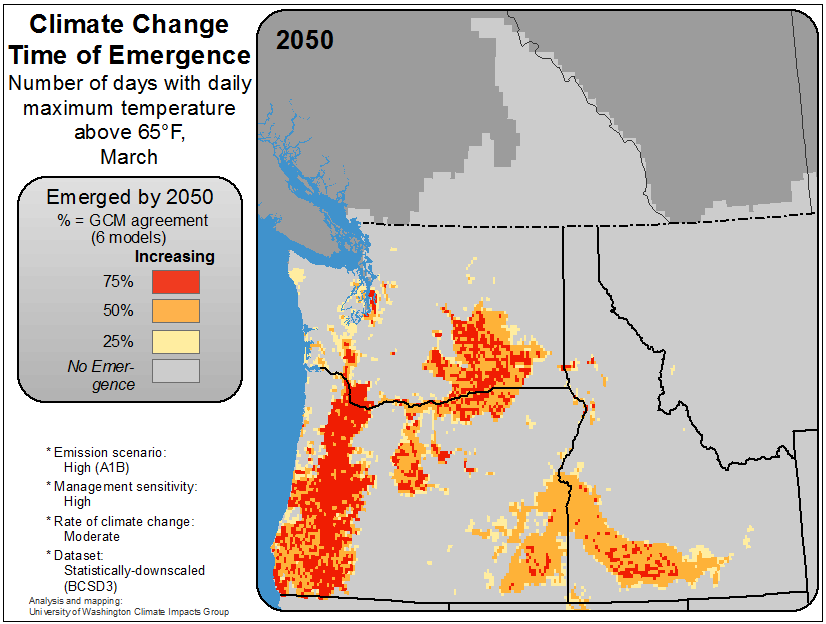 Climate Change
Time of Emergence
Number of days with daily
maximum temperature
above 65°F,
March
Emerged by 2050
% = GCM agreement
(6 models)
Increasing
75%
50%
25%
No Emer-
gence
* Emission scenario:
High (A1B)
* Management sensitivity:
High
* Rate of climate change:
Moderate
* Dataset:
Statistically-downscaled
(BCSD3)
Analysis and mapping:
University of Washington Climate Impacts Group
2050